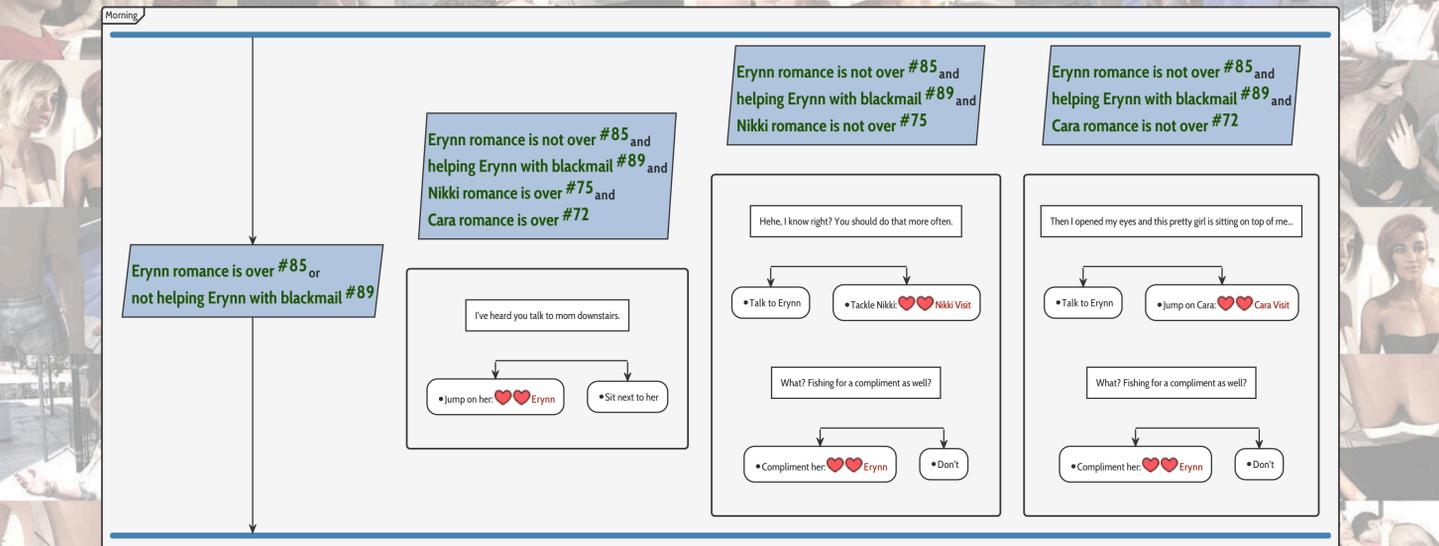 Morning
Erynn romance is over #85 or
not helping Erynn with blackmail #89
Erynn romance is not over #85 and
helping Erynn with blackmail #89 and
Nikki romance is over #75 and
Cara romance is over #72
I've heard you talk to mom downstairs.
•Jump on her: Erynn
•Sit next to her
Erynn romance is not over #85 and
helping Erynn with blackmail #89 and
Nikki romance is not over #75
Hehe, I know right? You should do that more often.
•Talk to Erynn
•Tackle Nikki: Nikki Visit
What? Fishing for a compliment as well?
•Compliment her: Erynn
•Don't
Erynn romance is not over #85 and
helping Erynn with blackmail #89 and
Cara romance is not over #72
Then I opened my eyes and this pretty girl is sitting on top of me...
•Talk to Erynn
•Jump on Cara: Cara Visit
What? Fishing for a compliment as well?
•Compliment her: Erynn
•Don't